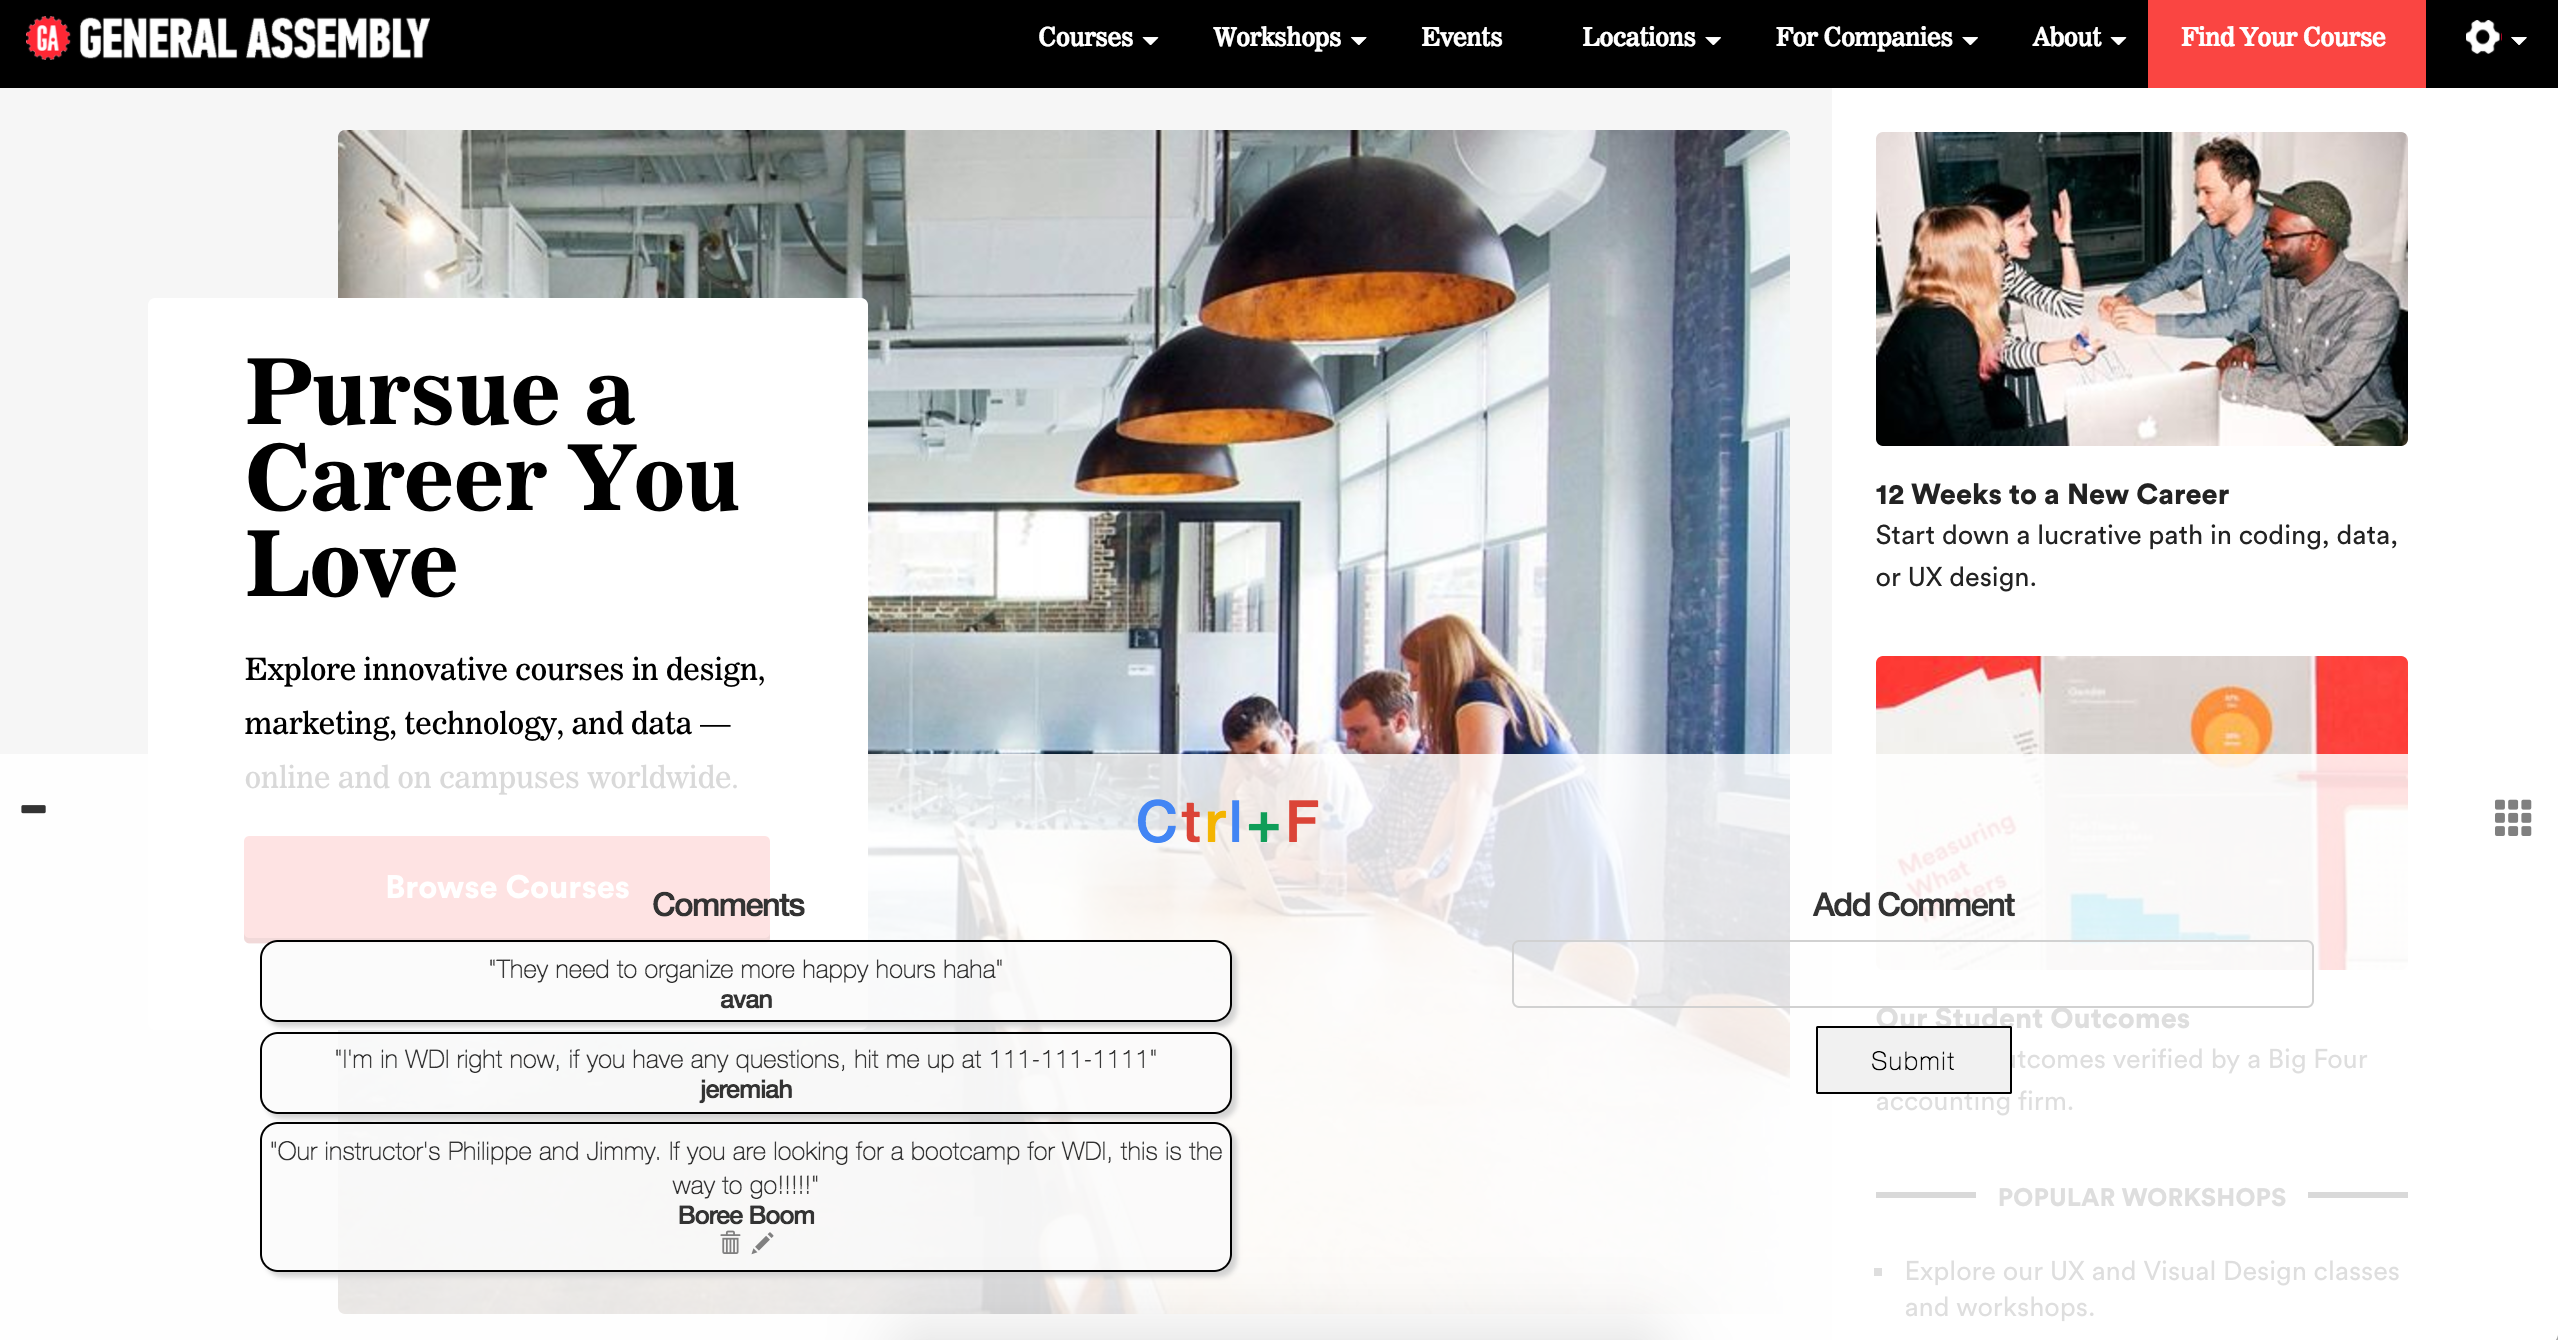 GA GENERAL ASSEMBLY
Courses Workshops Events Locations For Companies About Find Your Course
Pursue a
Career You
Love
Explore innovative courses in design,
marketing, technology, and data —
online and on campuses worldwide.
Browse Courses
12 Weeks to a New Career
Start down a lucrative path in coding, data,
or UX design.
Gender
Measuring
What
Ctrl+F
Comments
"They need to organize more happy hours haha"
avan
"I'm in WDI right now, if you have any questions, hit me up at 111-111-1111"
jeremiah
"Our instructor's Philippe and Jimmy. If you are looking for a bootcamp for WDI, this is the
way to go!!!!!"
Boree Boom
Add Comment
Submit
Our Student Outcomes
verified by a Big Four
accounting firm.
POPULAR WORKSHOPS
Explore our UX and Visual Design classes
and workshops.